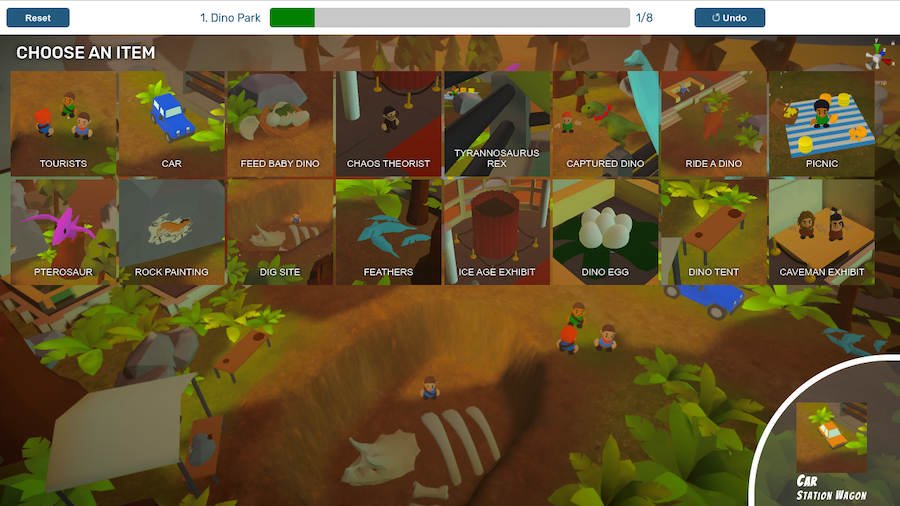 Reset
1. Dino Park
1/8
Undo
CHOOSE AN ITEM
TOURISTS
CAR
FEED BABY DINO
CHAOS THEORIST
TYRANNOSAURUS
REX
CAPTURED DINO
RIDE A DINO
PICNIC
PTEROSAUR
ROCK PAINTING
DIG SITE
FEATHERS
ICE AGE EXHIBIT
DINO EGG
DINO TENT
CAVEMAN EXHIBIT
Car
Station Wagon